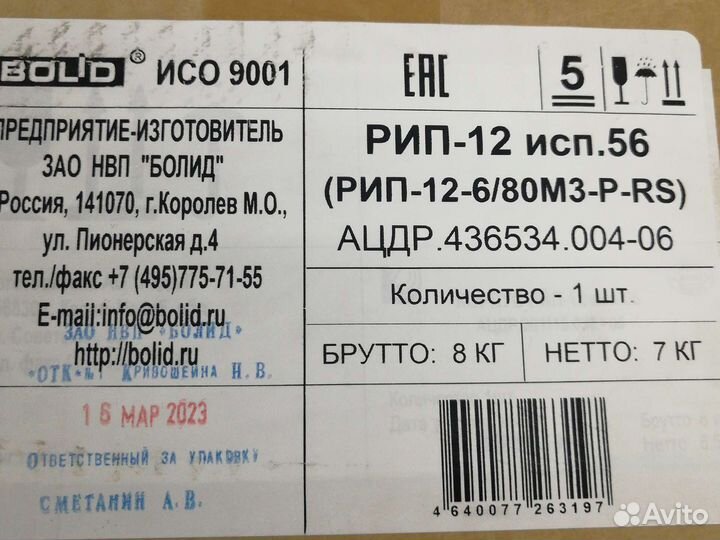 BOLID® ИСО 9001
ПРЕДПРИЯТИЕ-ИЗГОТОВИТЕЛЬ
ЗАО НВП "БОЛИД"
Россия, 141070, г.Королев М.О.,
ул. Пионерская д.4
тел./факс +7 (495)775-71-55
E-mail:info@bolid.ru
http://bolid.ru
ЗАО НВП «БОЛИД»
ОТК №1 КРИВОШЕИНА Н.В.
16 МАР 2023
ОТВЕТСТВЕННЫЙ ЗА УПАКОВКУ
СМЕТАНИН А.В.
EAC
5
РИП-12 исп.56
(РИП-12-6/80М3-Р-RS)
АЦДР.436534.004-06
Количество - 1 шт.
БРУТТО: 8 КГ
НЕТТО: 7 КГ
4 640077 263197
Avito